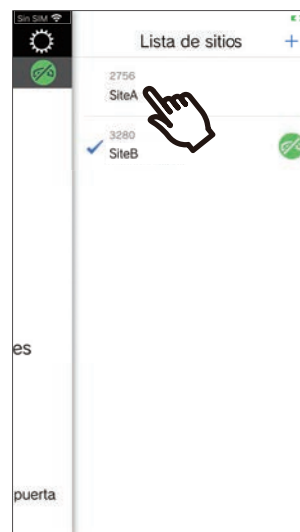 Sin SIM
Lista de sitios
+
2756
SiteA
3280
SiteB
es
puerta